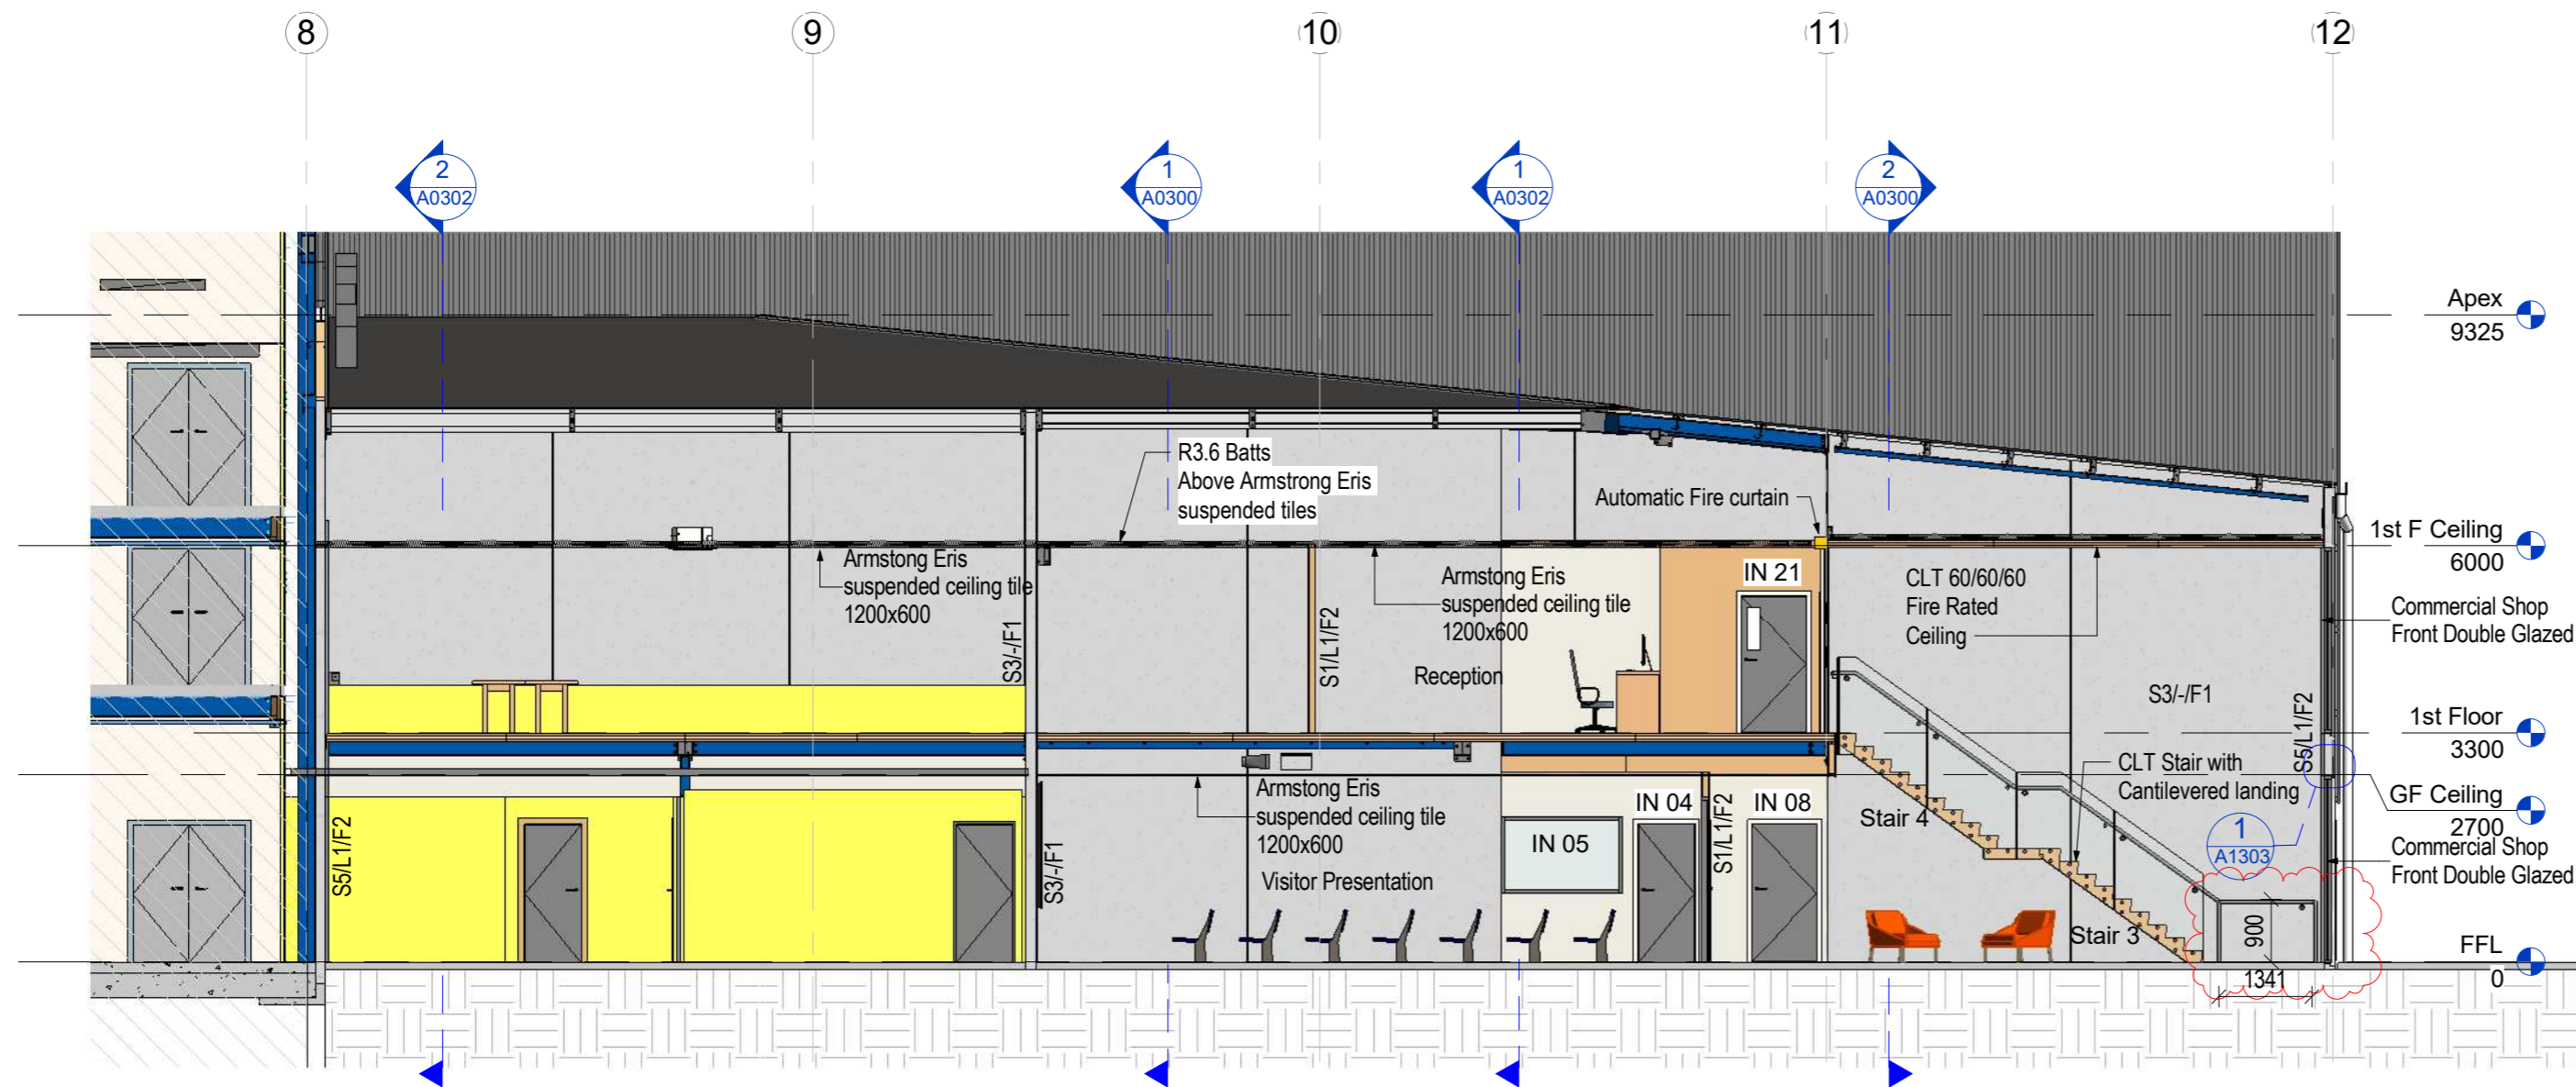 8
9
10
11
12
2
A0302
1
A0300
1
A0302
2
A0300
Apex
9325
R3.6 Batts
Above Armstrong Eris
suspended tiles
Automatic Fire curtain
1st F Ceiling
6000
Armstong Eris
suspended ceiling tile
1200x600
Armstong Eris
suspended ceiling tile
1200x600
IN 21
CLT 60/60/60
Fire Rated
Ceiling
Commercial Shop
Front Double Glazed
S3/-/F1
S1/L1/F2
Reception
S3/-/F1
S5/L1/F2
1st Floor
3300
CLT Stair with
Cantilevered landing
GF Ceiling
2700
Armstong Eris
suspended ceiling tile
1200x600
IN 04
IN 08
IN 05
S1/L1/F2
Stair 4
1
A1303
Commercial Shop
Front Double Glazed
S5/L1/F2
S3/-/F1
Visitor Presentation
Stair 3
900
FFL
0
1341